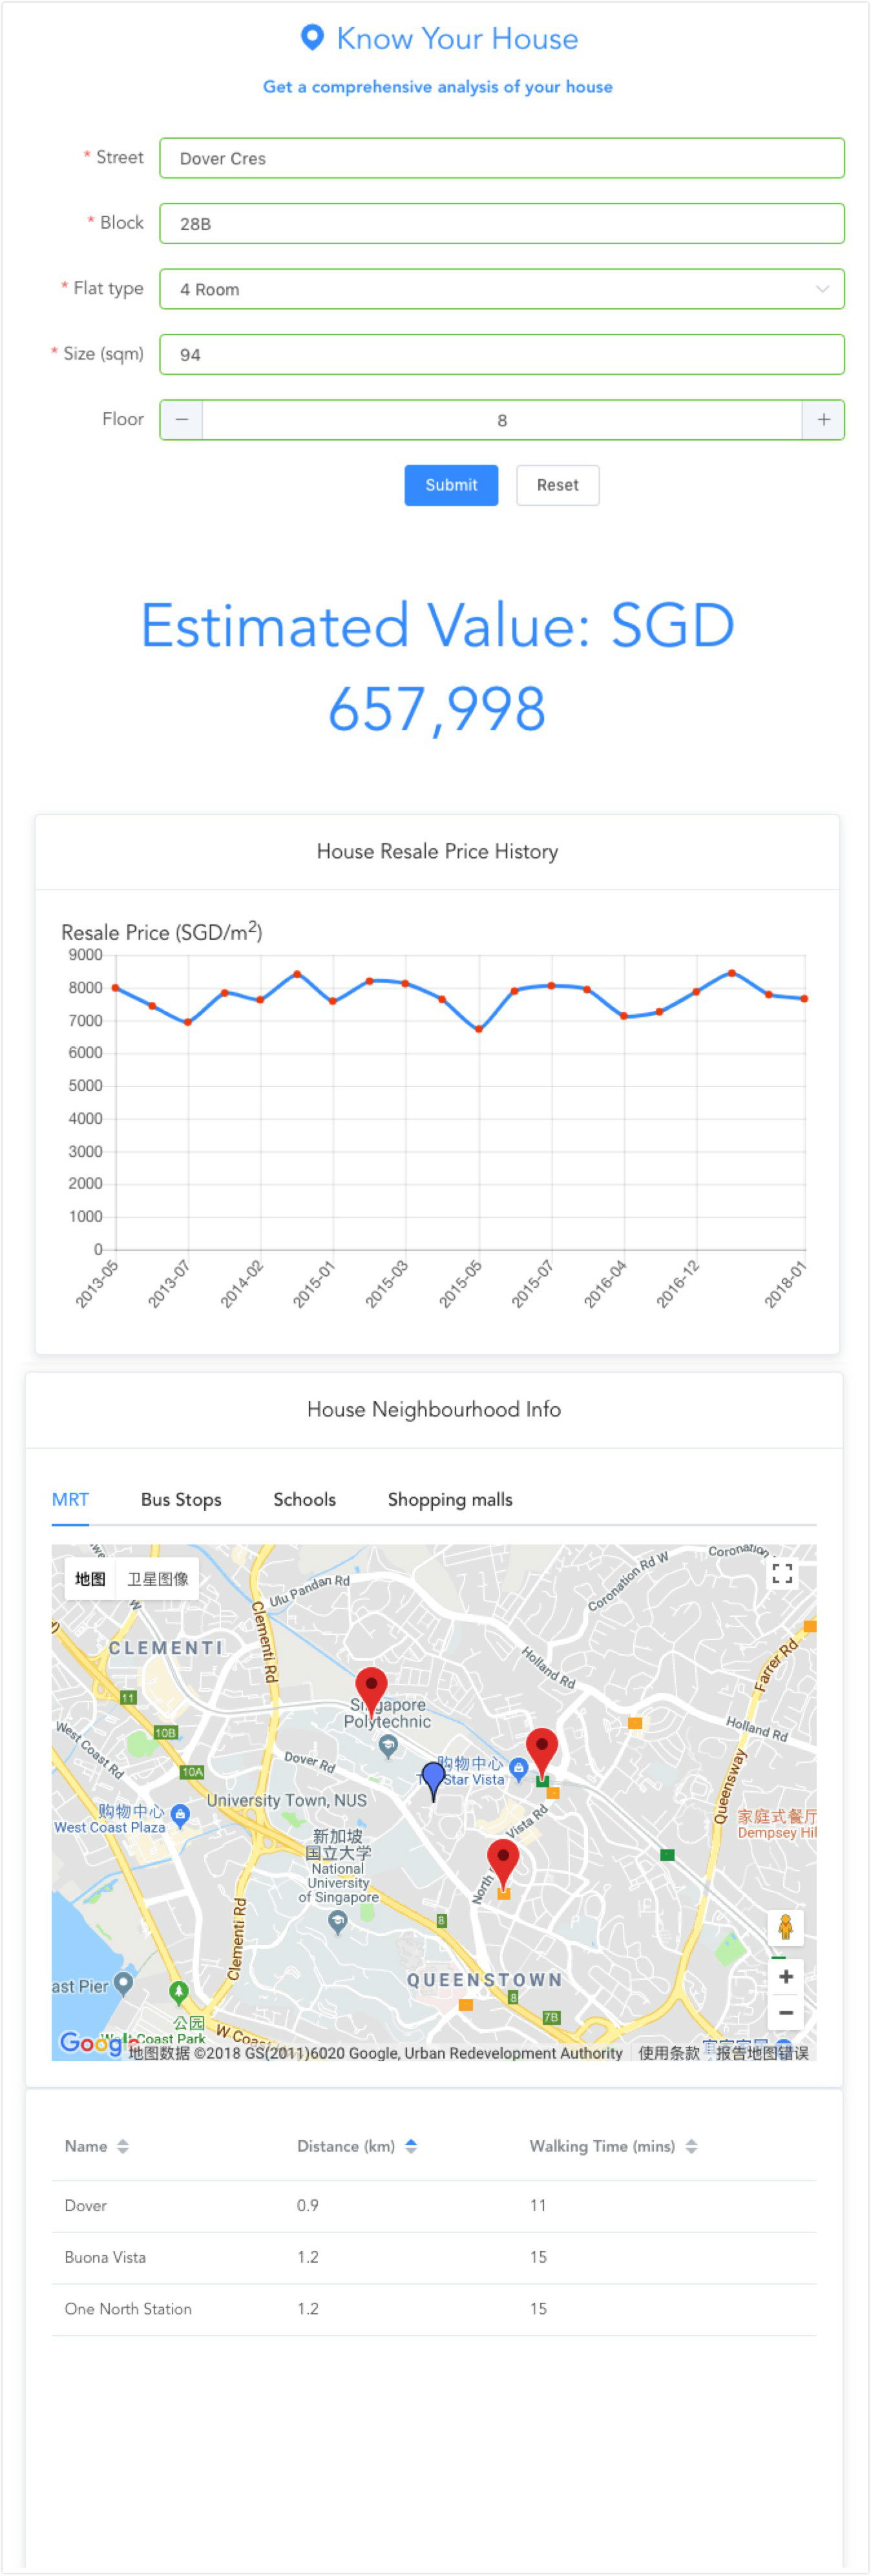 Know Your House
Get a comprehensive analysis of your house
* Street
Dover Cres
* Block
28B
* Flat type
4 Room
* Size (sqm)
94
Floor
8
Submit
Reset
Estimated Value: SGD
657,998
House Resale Price History
Resale Price (SGD/m²)
9000
8000
7000
6000
5000
4000
3000
2000
1000
0
2013-05
2013-07
2014-02
2015-01
2015-03
2015-05
2015-07
2016-04
2016-12
2018-01
House Neighbourhood Info
MRT
Bus Stops
Schools
Shopping malls
地图
卫星图像
Coronation
Coronation Rd W
Ulu Pandan Rd
Clementi Rd
CLEMENTI
Holland Rd
Farrer Rd
11
10B
Singapore
Polytechnic
Holland Rd
West Coast Rd
10A
Dover Rd
购物中心
Star Vista
Queensway
University Town, NUS
购物中心
West Coast Plaza
Vista Rd
家庭式餐厅
Dempsey Hil
新加坡
国立大学
National
University
of Singapore
North
8
Clementi Rd
QUEENSTOWN
ast Pier
8
7B
公园
Coast Park
W Coas
Google
地图数据 ©2018 GS(2011)6020 Google, Urban Redevelopment Authority
使用条款
报告地图错误
Name
Distance (km)
Walking Time (mins)
Dover
0.9
11
Buona Vista
1.2
15
One North Station
1.2
15